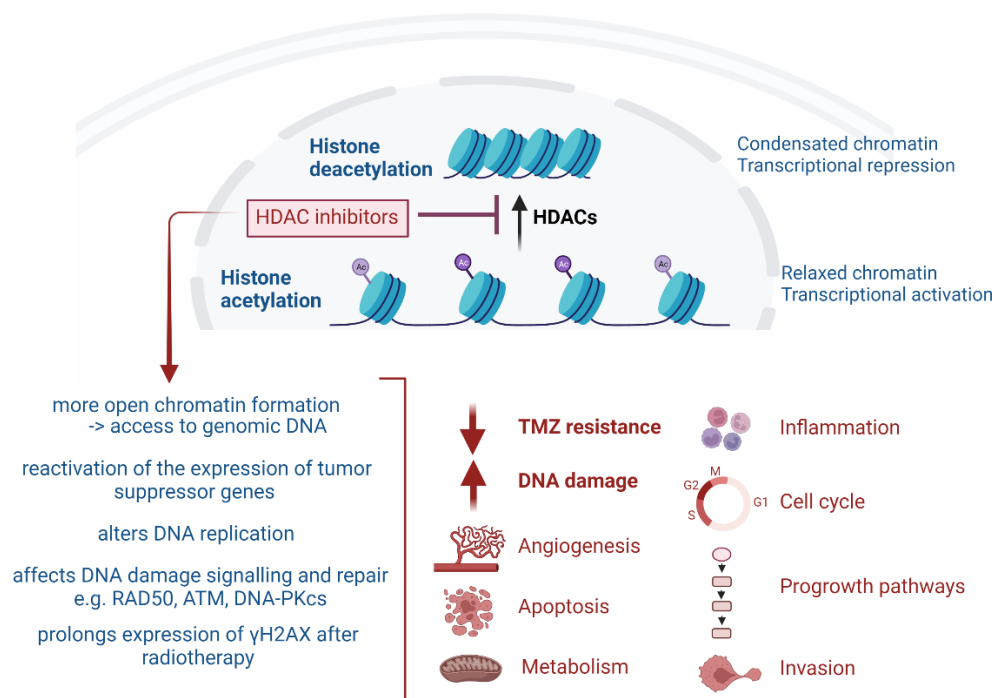 Histone
deacetylation
Condensated chromatin
Transcriptional repression
HDAC inhibitors
HDACs
Ac
Ac
Ac
Ac
Histone
acetylation
Relaxed chromatin
Transcriptional activation
more open chromatin formation
-> access to genomic DNA
reactivation of the expression of tumor
suppressor genes
alters DNA replication
affects DNA damage signalling and repair
e.g. RAD50, ATM, DNA-PKcs
prolongs expression of γH2AX after
radiotherapy
TMZ resistance
DNA damage
Angiogenesis
Apoptosis
Metabolism
Inflammation
M
G2
G1
S
Cell cycle
Progrowth pathways
Invasion